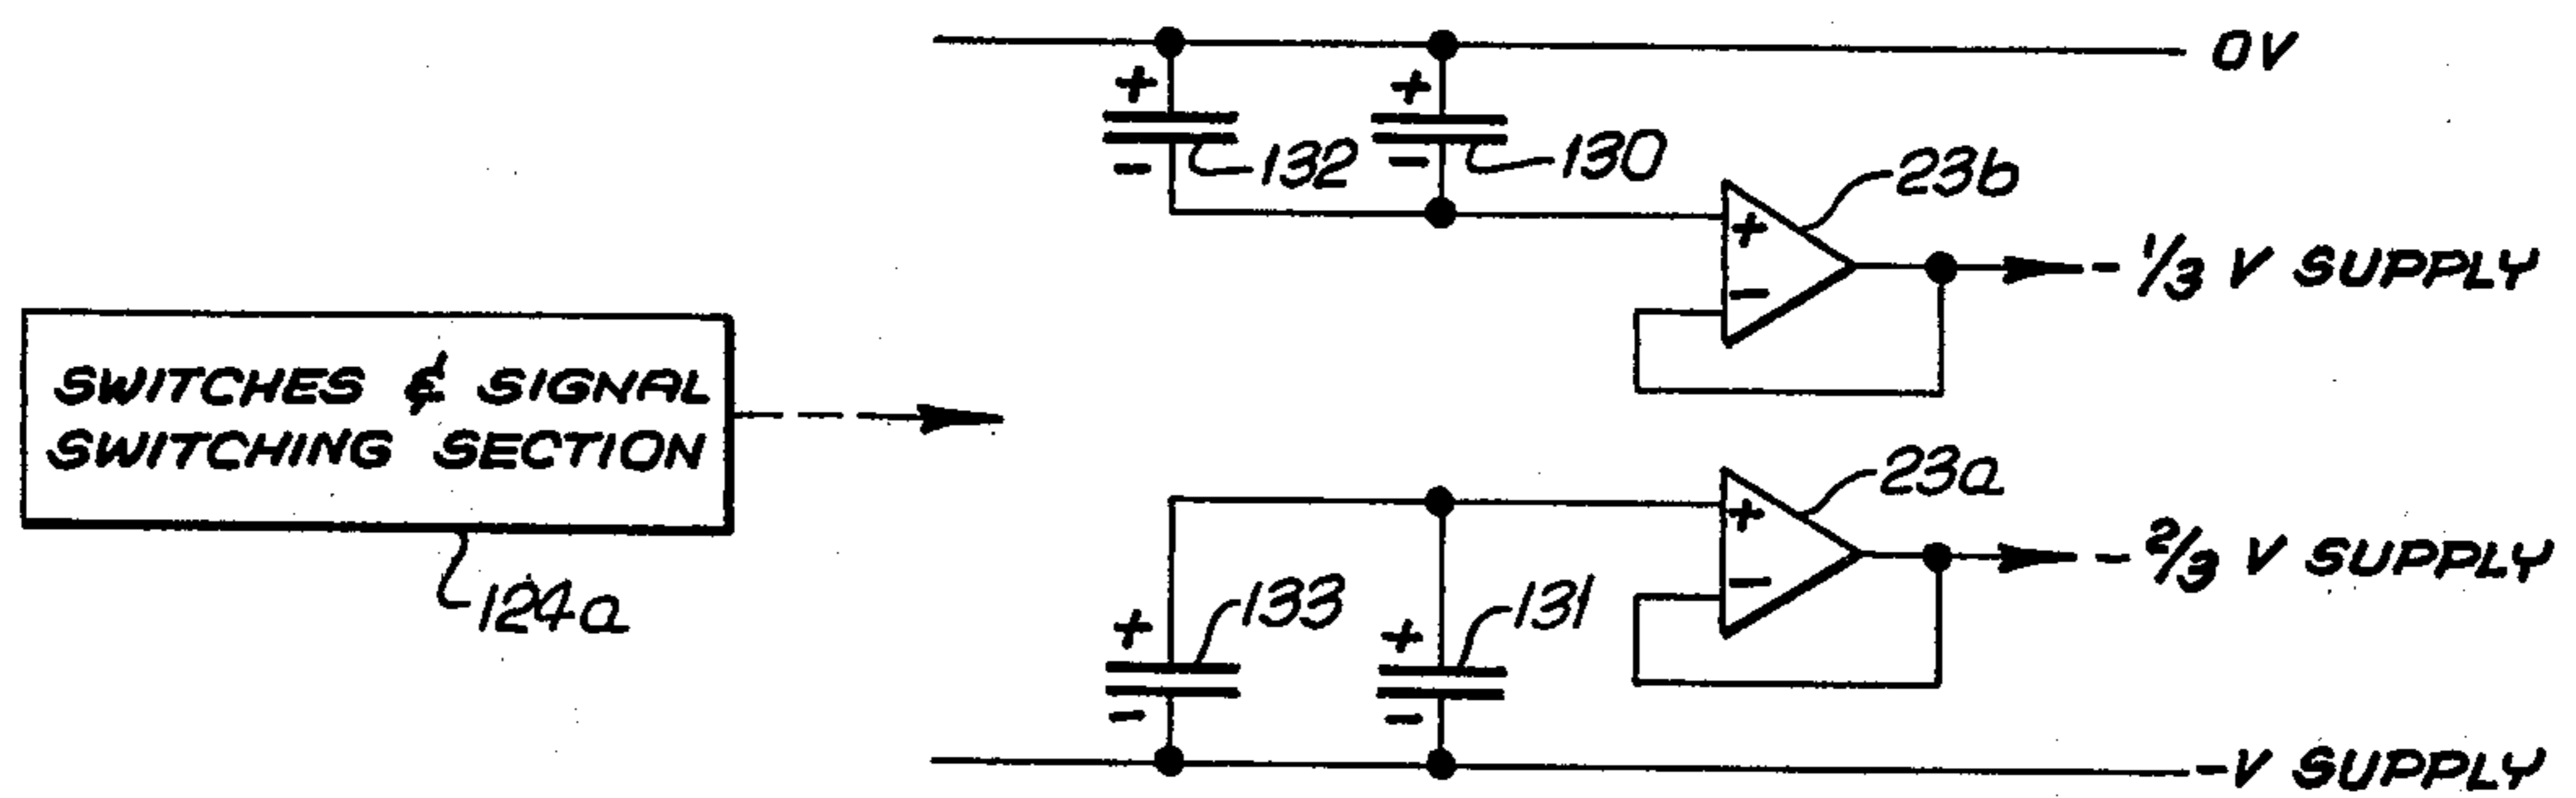 0V
+
+
- 132
- 130
23b
+
-
- 1/3 V SUPPLY
SWITCHES & SIGNAL
SWITCHING SECTION
124a
23a
+
-
- 2/3 V SUPPLY
+ 133
+ 131
-
-
-V SUPPLY